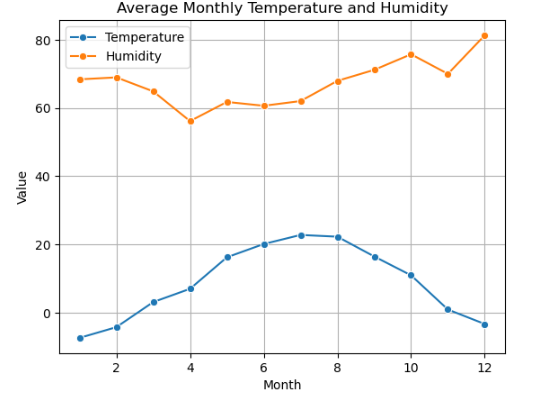 Average Monthly Temperature and Humidity
Temperature
Humidity
80
60
40
20
0
Value
2 4 6 8 10 12
Month